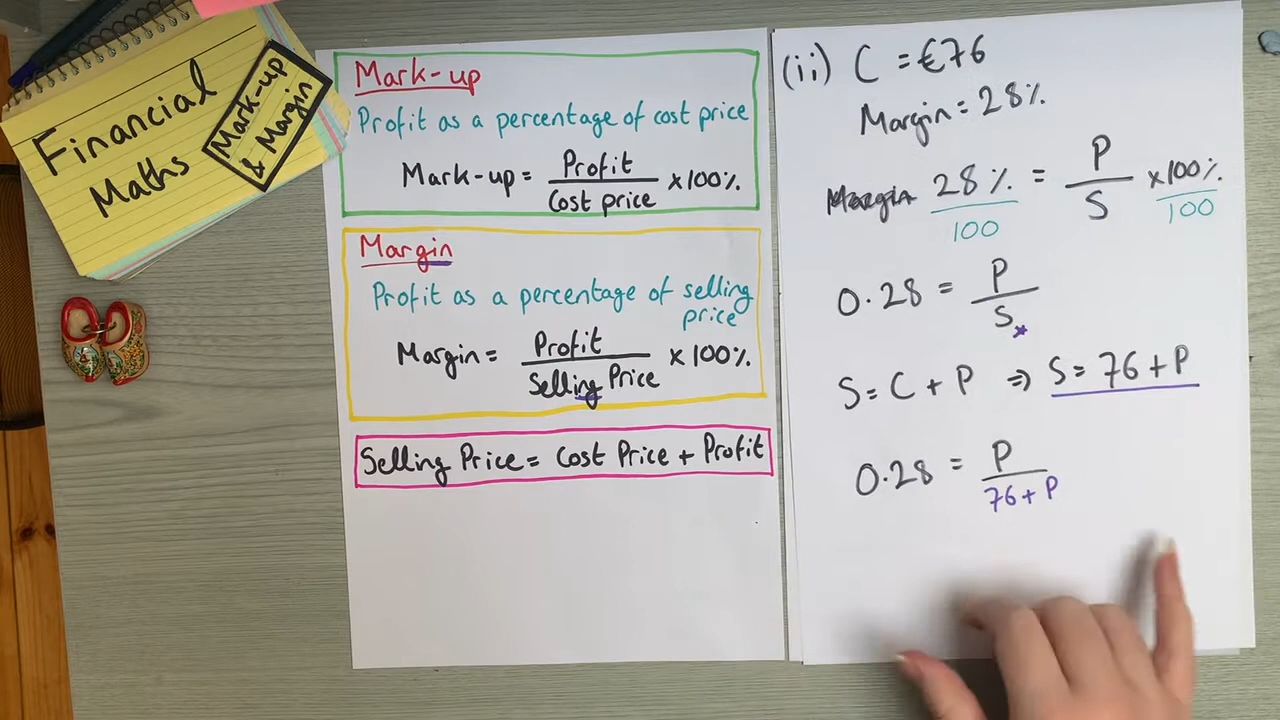 Financial
Maths
Mark-up
& Margin
Mark-up
Profit as a percentage of cost price
Mark-up = Profit / Cost price ×100%
Margin
Profit as a percentage of selling
price
Margin = Profit / Selling Price ×100%
Selling Price = Cost Price + Profit
(ii) C = €76
Margin = 28%
Margin 28% / 100 = P / S ×100% / 100
0.28 = P / S*
S = C + P ⇒ S = 76 + P
0.28 = P / 76 + P